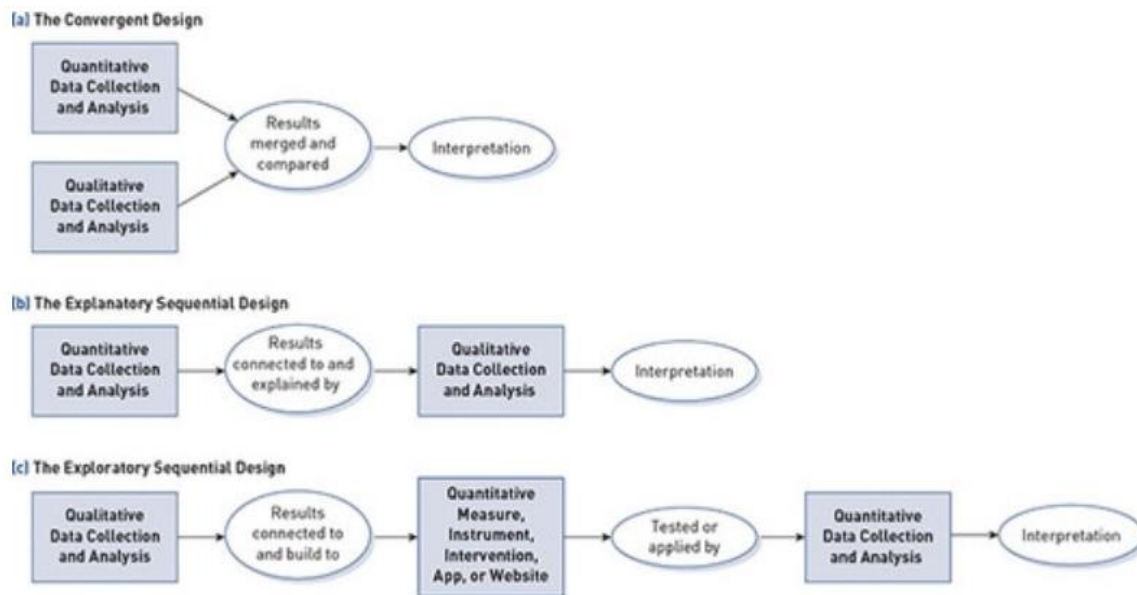 (a) The Convergent Design
Quantitative
Data Collection
and Analysis
Results
merged and
compared
Interpretation
Qualitative
Data Collection
and Analysis
(b) The Explanatory Sequential Design
Quantitative
Data Collection
and Analysis
Results
connected to and
explained by
Qualitative
Data Collection
and Analysis
Interpretation
(c) The Exploratory Sequential Design
Qualitative
Data Collection
and Analysis
Results
connected to
and build to
Quantitative
Measure,
Instrument,
Intervention,
App, or Website
Tested or
applied by
Quantitative
Data Collection
and Analysis
Interpretation